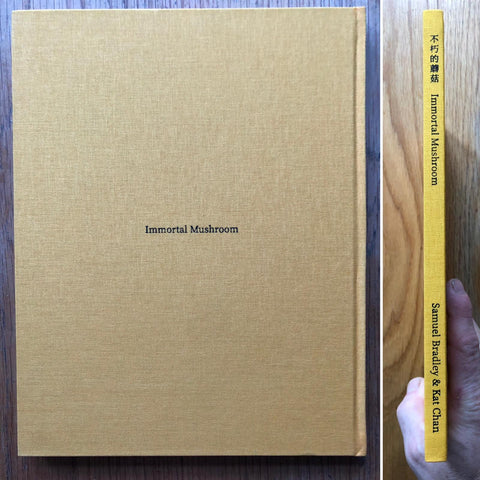 Immortal Mushroom
不朽的蘑菇 Immortal Mushroom
Samuel Bradley & Kat Chan